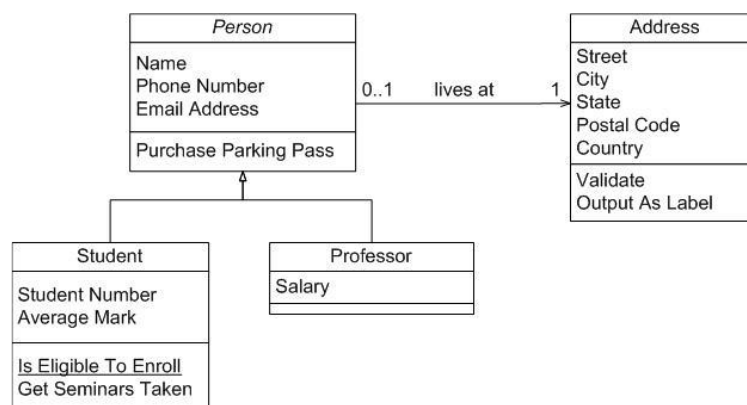 Person
Name
Phone Number
Email Address
Purchase Parking Pass
0..1 lives at 1
Address
Street
City
State
Postal Code
Country
Validate
Output As Label
Student
Student Number
Average Mark
Is Eligible To Enroll
Get Seminars Taken
Professor
Salary